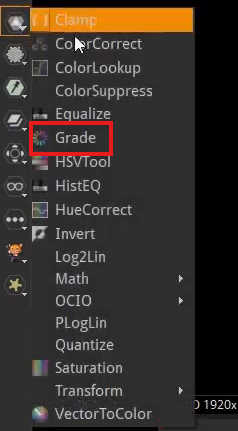 Clamp
ColorCorrect
ColorLookup
ColorSuppress
Equalize
Grade
HSVTool
HistEQ
HueCorrect
Invert
Log2Lin
Math
OCIO
PLogLin
Quantize
Saturation
Transform
VectorToColor
1920x